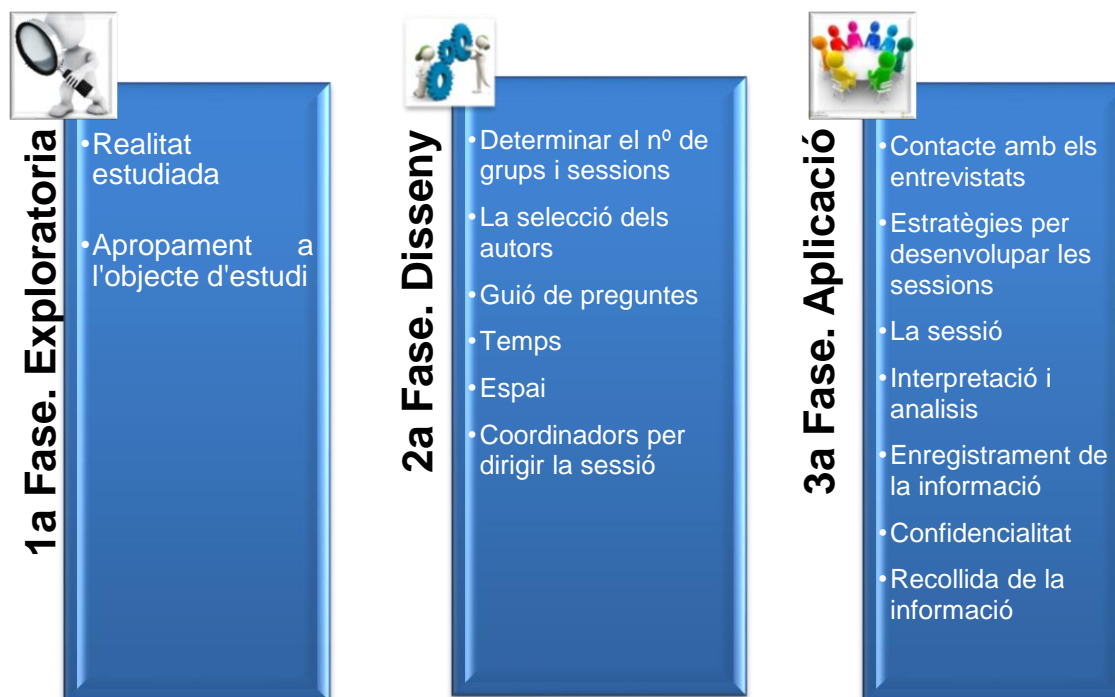 1a Fase. Exploratoria
•Realitat
estudiada
•Apropament a
l'objecte d'estudi
2a Fase. Disseny
•Determinar el nº de
grups i sessions
•La selecció dels
autors
•Guió de preguntes
•Temps
•Espai
•Coordinadors per
dirigir la sessió
3a Fase. Aplicació
•Contacte amb els
entrevistats
•Estratègies per
desenvolupar les
sessions
•La sessió
•Interpretació i
analisis
•Enregistrament de
la informació
•Confidencialitat
•Recollida de la
informació